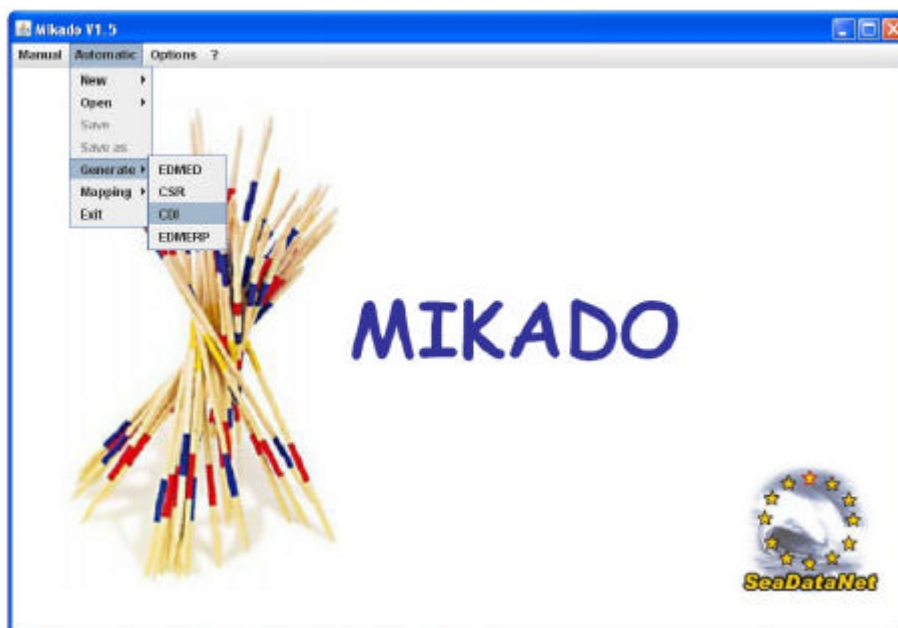 Mikado V1.5
Manual Automatic Options ?
New
Open
Save
Save as
Generate
Mapping
Exit
EDMED
CSR
CDI
EDMERP
MIKADO
SeaDataNet